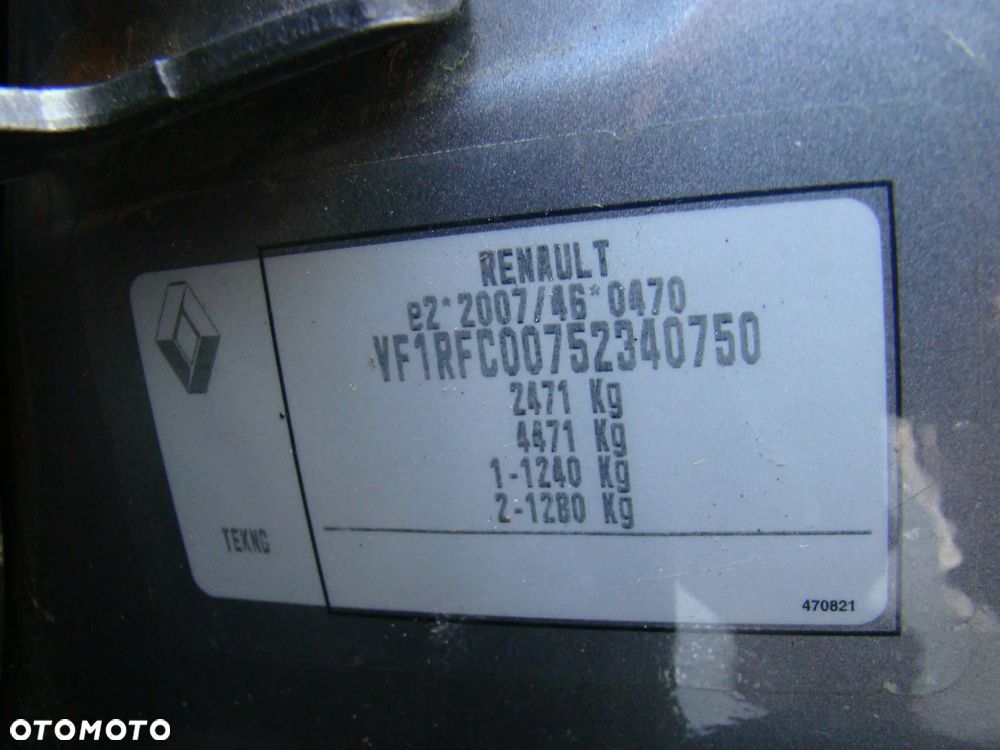 RENAULT
e2*2007/46*0470
VF1RFC00752340750
2471 Kg
4471 Kg
1-1240 Kg
2-1280 Kg
TEKNG
470821
OTOMOTO